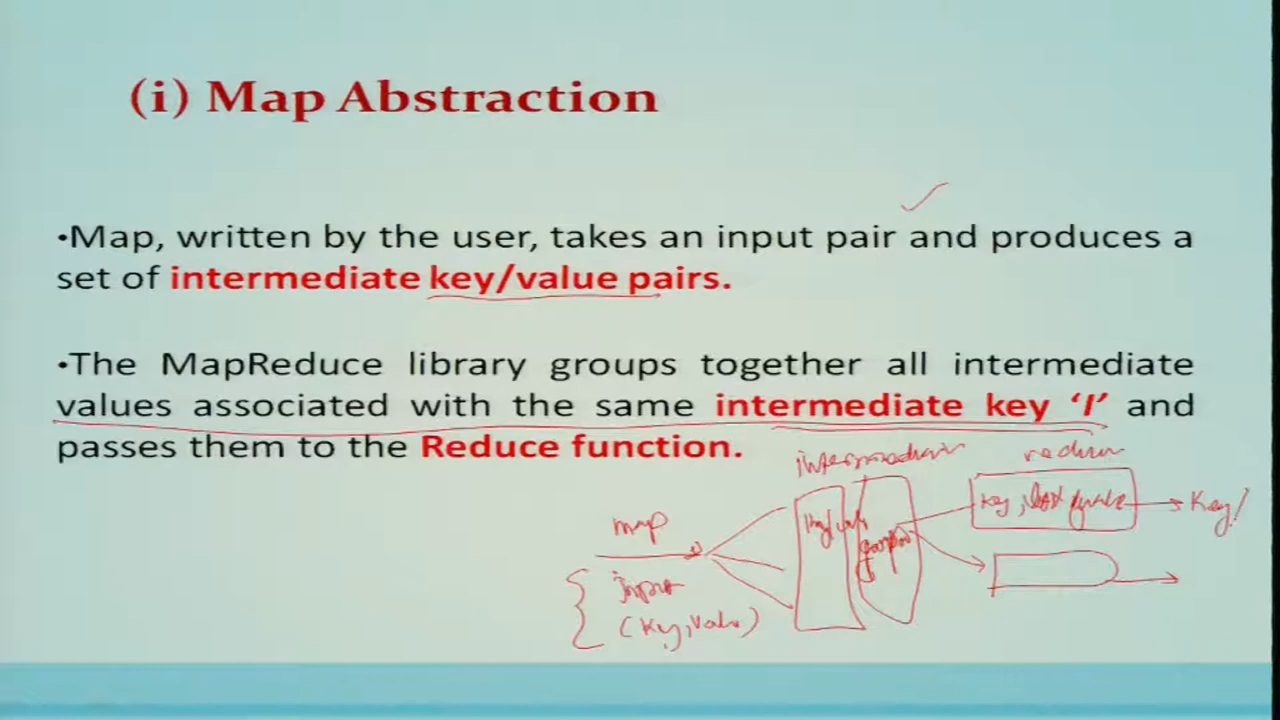 (i) Map Abstraction
•Map, written by the user, takes an input pair and produces a
set of intermediate key/value pairs.
•The MapReduce library groups together all intermediate
values associated with the same intermediate key ‘I’ and
passes them to the Reduce function.
map
input
(key, value)
key,
Key/